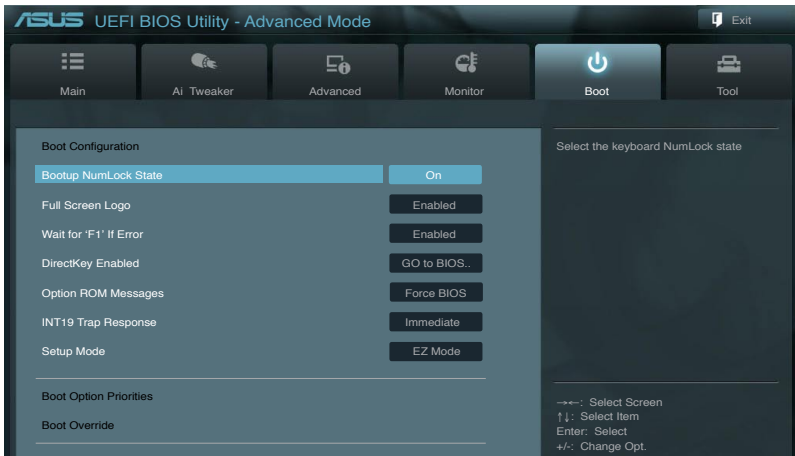 ASUS UEFI BIOS Utility - Advanced Mode
Exit
Main
Ai Tweaker
Advanced
Monitor
Boot
Tool
Boot Configuration
Bootup NumLock State On
Full Screen Logo Enabled
Wait for ‘F1’ If Error Enabled
DirectKey Enabled GO to BIOS..
Option ROM Messages Force BIOS
INT19 Trap Response Immediate
Setup Mode EZ Mode
Boot Option Priorities
Boot Override
Select the keyboard NumLock state
→←: Select Screen
↑↓: Select Item
Enter: Select
+/-: Change Opt.